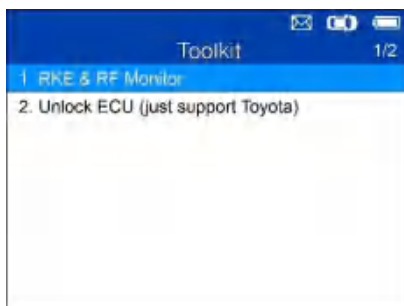 Toolkit 1/2
1 RKE & RF Monitor
2. Unlock ECU (just support Toyota)